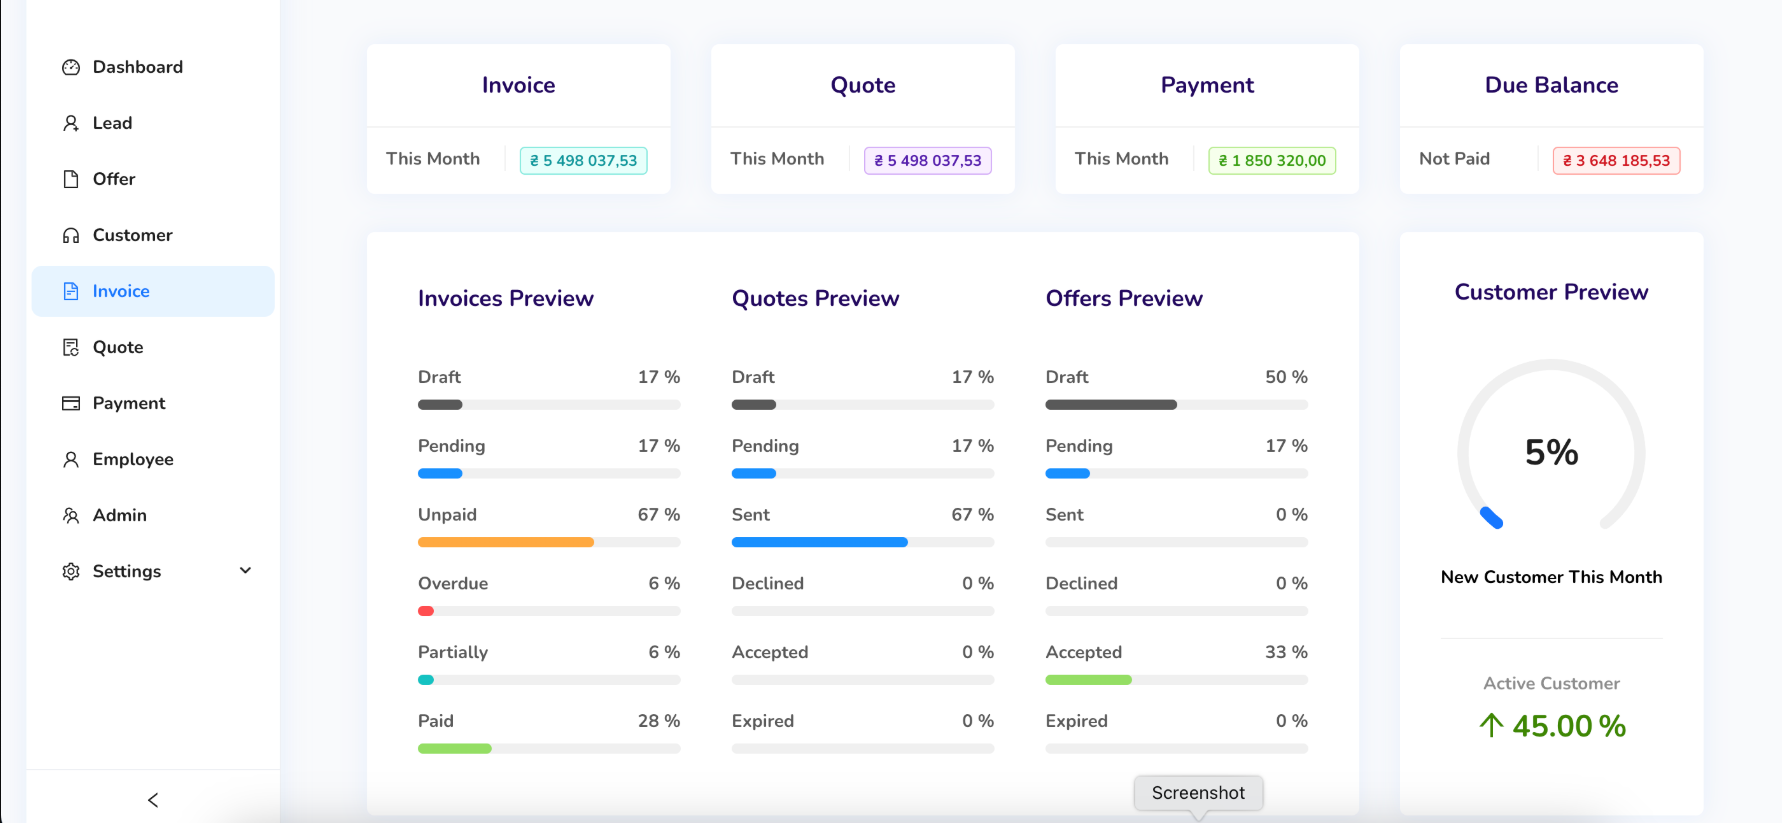 Dashboard
Lead
Offer
Customer
Invoice
Quote
Payment
Employee
Admin
Settings
Invoice
This Month
₴ 5 498 037,53
Quote
This Month
₴ 5 498 037,53
Payment
This Month
₴ 1 850 320,00
Due Balance
Not Paid
₴ 3 648 185,53
Invoices Preview
Draft 17 %
Pending 17 %
Unpaid 67 %
Overdue 6 %
Partially 6 %
Paid 28 %
Quotes Preview
Draft 17 %
Pending 17 %
Sent 67 %
Declined 0 %
Accepted 0 %
Expired 0 %
Offers Preview
Draft 50 %
Pending 17 %
Sent 0 %
Declined 0 %
Accepted 33 %
Expired 0 %
Customer Preview
5%
New Customer This Month
Active Customer
45.00 %
Screenshot